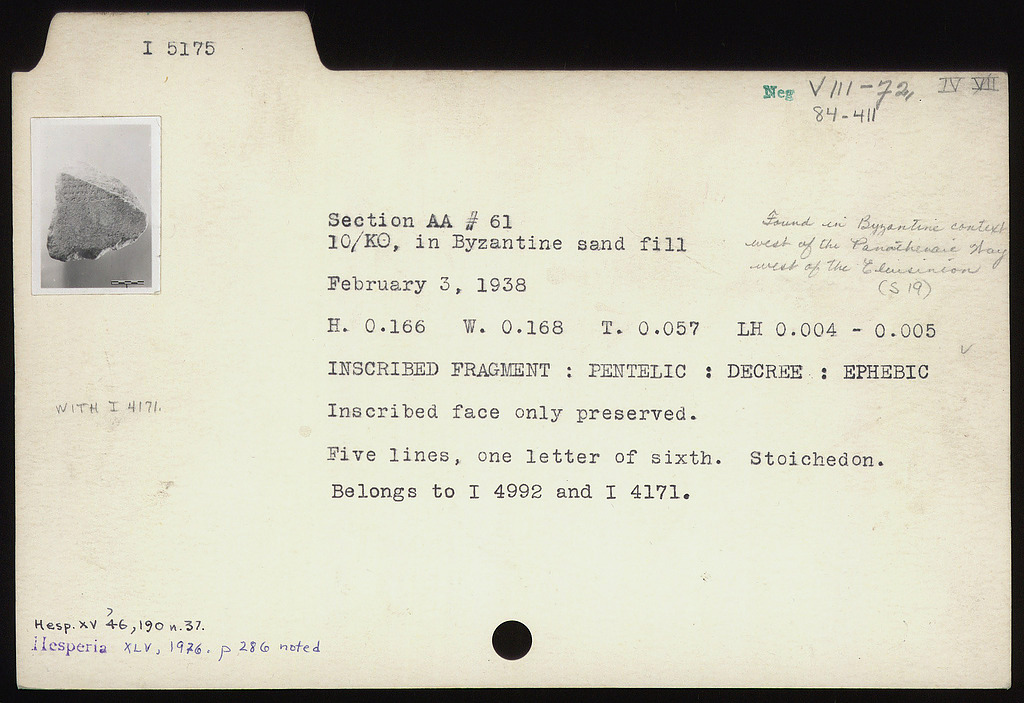 I 5175
Neg VIII-72, IV VII
84-411
Section AA # 61
10/KΘ, in Byzantine sand fill
Found in Byzantine context
west of the Panathenaic Way
west of the Eleusinion
(S 19)
February 3, 1938
H. 0.166 W. 0.168 T. 0.057 LH 0.004 - 0.005
INSCRIBED FRAGMENT : PENTELIC : DECREE : EPHEBIC
WITH I 4171.
Inscribed face only preserved.
Five lines, one letter of sixth. Stoichedon.
Belongs to I 4992 and I 4171.
Hesp. XV '46, 190 n.37.
Hesperia XLV, 1976. p 286 noted